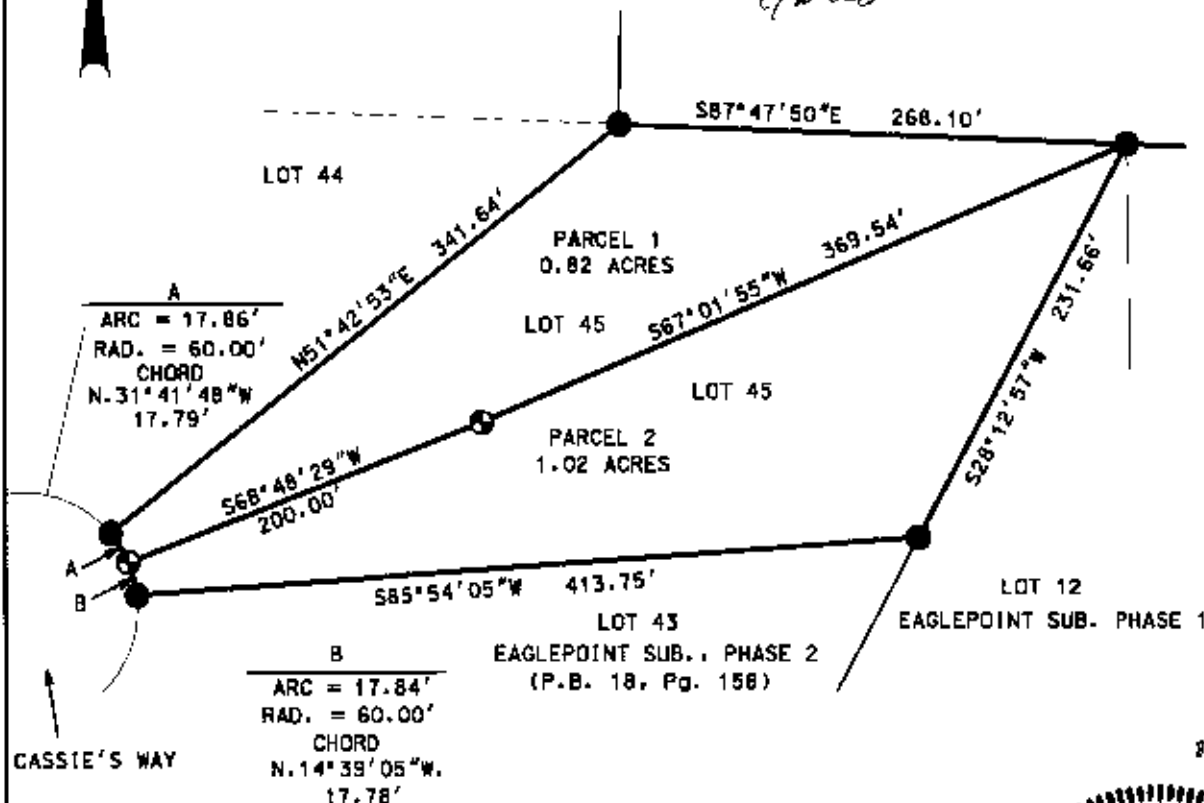 S87°47'50"E 268.10'
LOT 44
N51°42'53"E 341.64'
PARCEL 1
0.82 ACRES
S67°01'55"W 369.54'
LOT 45
A
ARC = 17.86'
RAD. = 60.00'
CHORD
N.31°41'48"W
17.79'
LOT 45
S28°12'57"W 231.66'
PARCEL 2
1.02 ACRES
S68°48'29"W
200.00'
A
B
S85°54'05"W 413.75'
LOT 43
EAGLEPOINT SUB., PHASE 2
(P.B. 18, Pg. 158)
LOT 12
EAGLEPOINT SUB. PHASE 1
B
ARC = 17.84'
RAD. = 60.00'
CHORD
N.14°39'05"W.
17.78'
CASSIE'S WAY